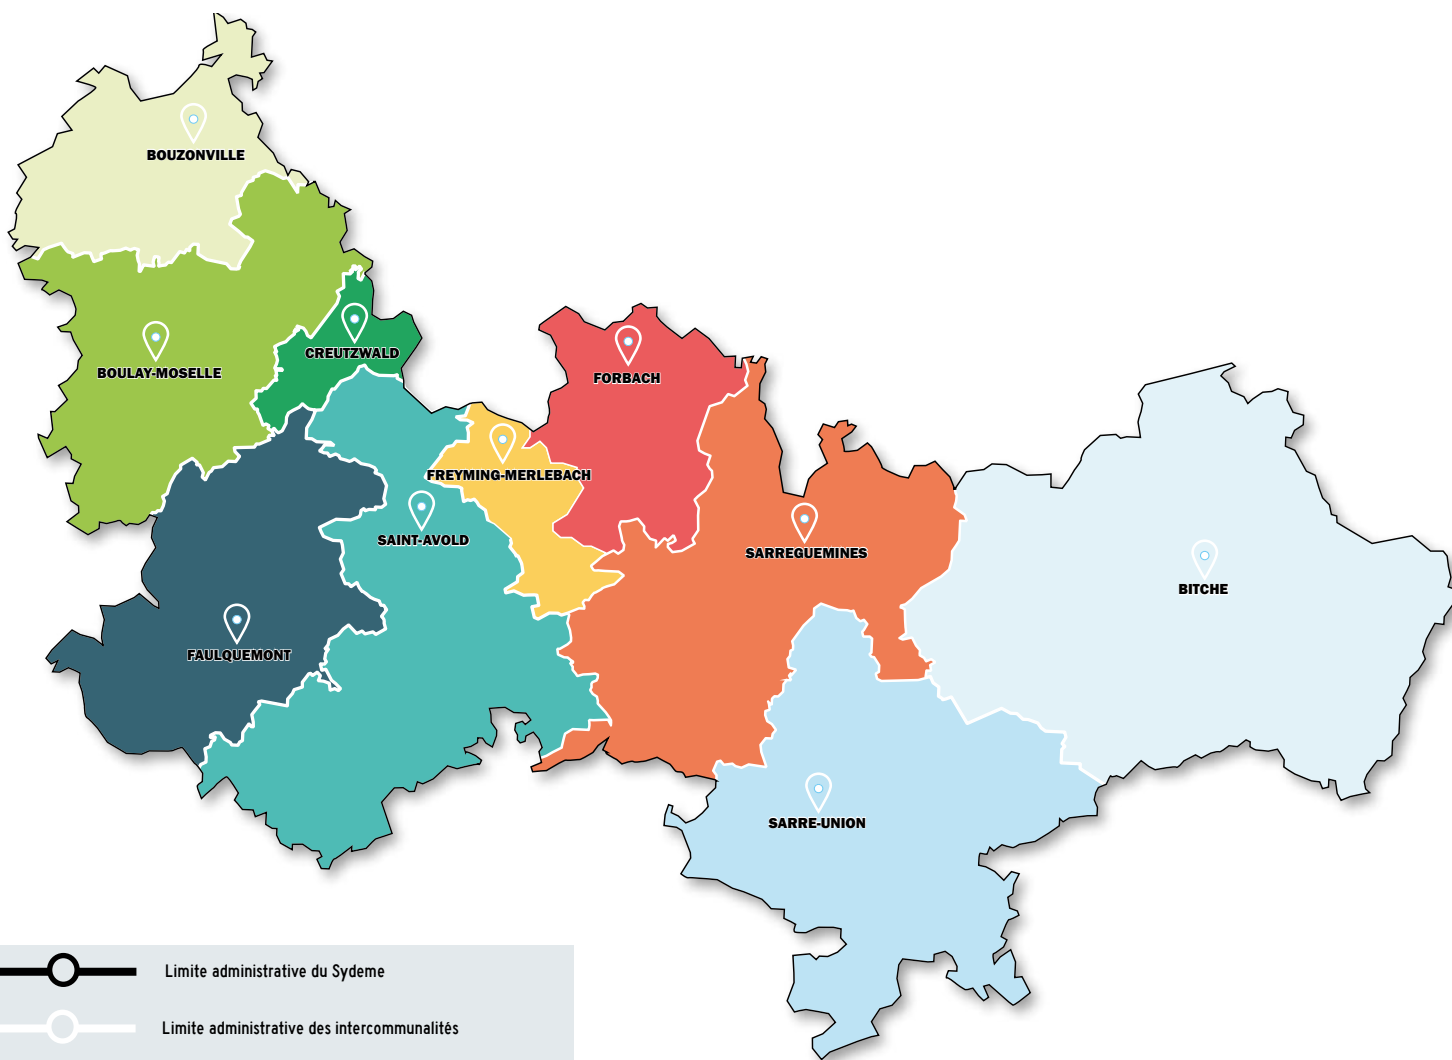 BOUZONVILLE
CREUTZWALD
BOULAY-MOSELLE
FORBACH
FREYMING-MERLEBACH
SAINT-AVOLD
SARREGUEMINES
BITCHE
FAULQUEMONT
SARRE-UNION
Limite administrative du Sydeme
Limite administrative des intercommunalités